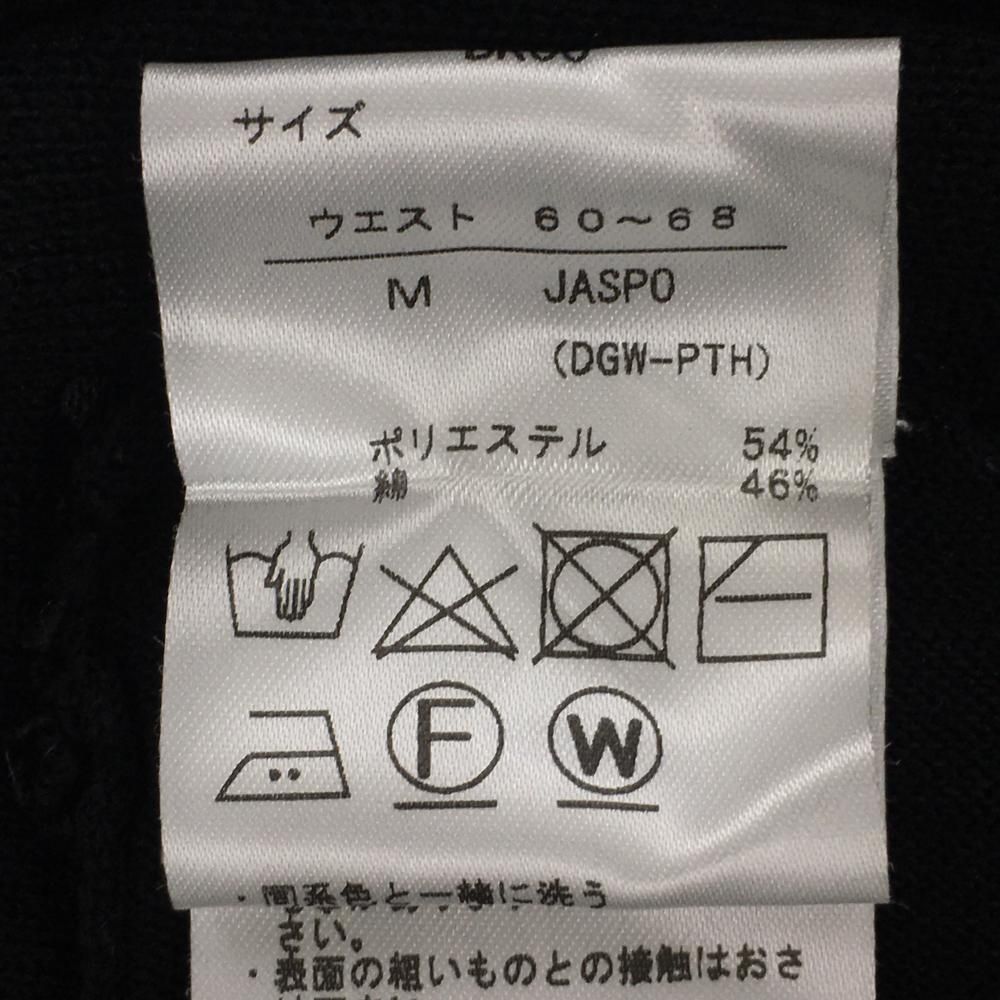 サイズ
ウエスト 60～68
M JASPO
(DGW-PTH)
ポリエステル 54%
綿 46%
F W
・同系色と一緒に洗う
さい。
・表面の粗いものとの接触はおさ